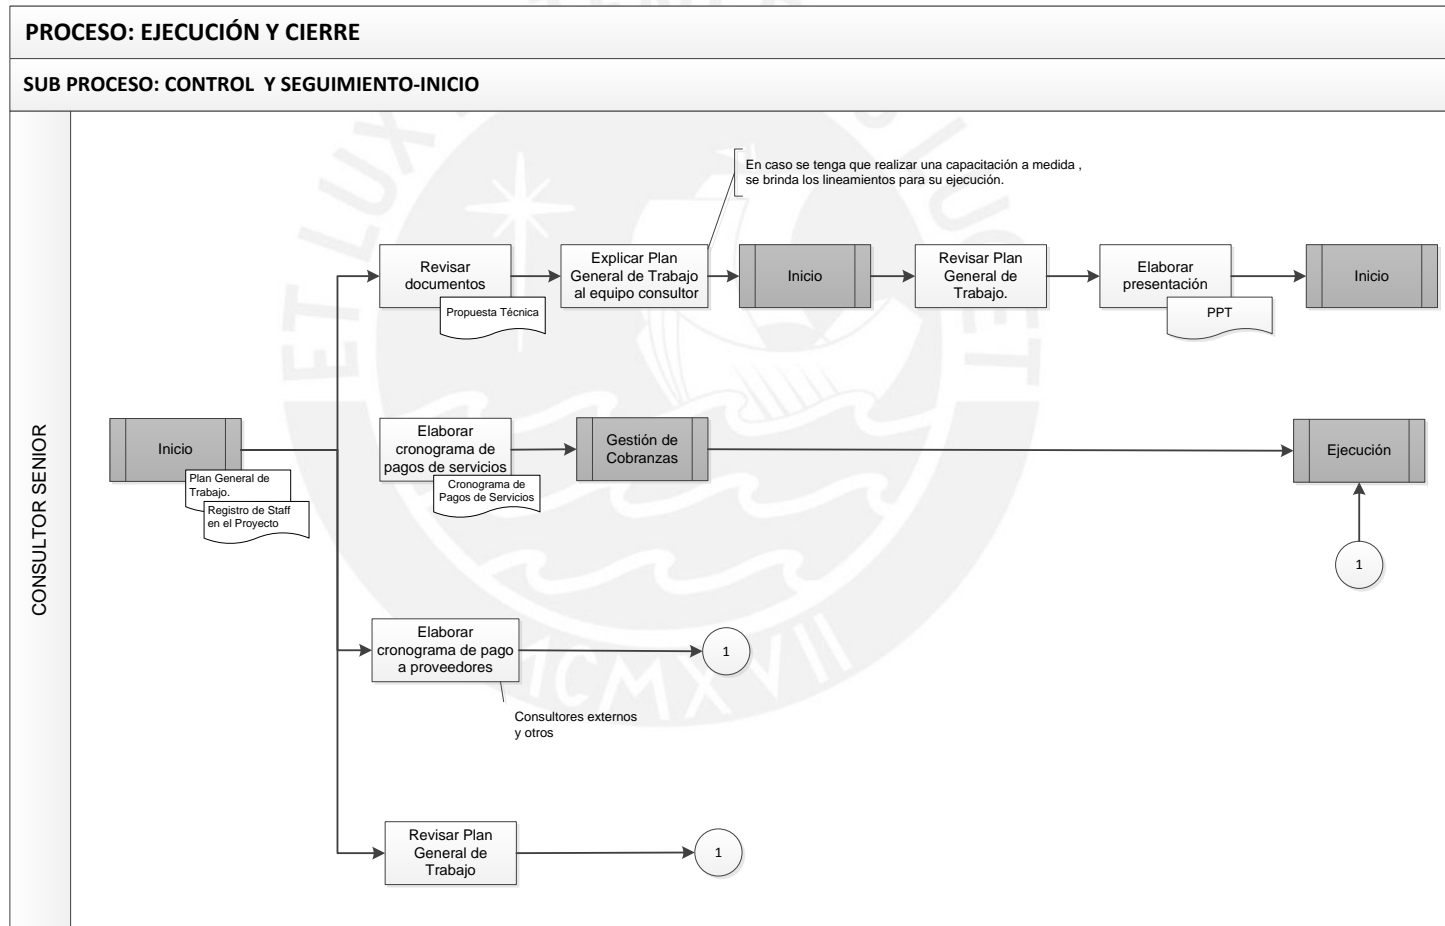 PROCESO: EJECUCIÓN Y CIERRE
SUB PROCESO: CONTROL Y SEGUIMIENTO-INICIO
CONSULTOR SENIOR
En caso se tenga que realizar una capacitación a medida ,
se brinda los lineamientos para su ejecución.
Revisar
documentos
Propuesta Técnica
Explicar Plan
General de Trabajo
al equipo consultor
Inicio
Revisar Plan
General de
Trabajo.
Elaborar
presentación
PPT
Inicio
Inicio
Plan General de
Trabajo.
Registro de Staff
en el Proyecto
Elaborar
cronograma de
pagos de servicios
Cronograma de
Pagos de Servicios
Gestión de
Cobranzas
Ejecución
1
Elaborar
cronograma de pago
a proveedores
1
Consultores externos
y otros
Revisar Plan
General de
Trabajo
1
ET LUX
LUCET
MCMXVII